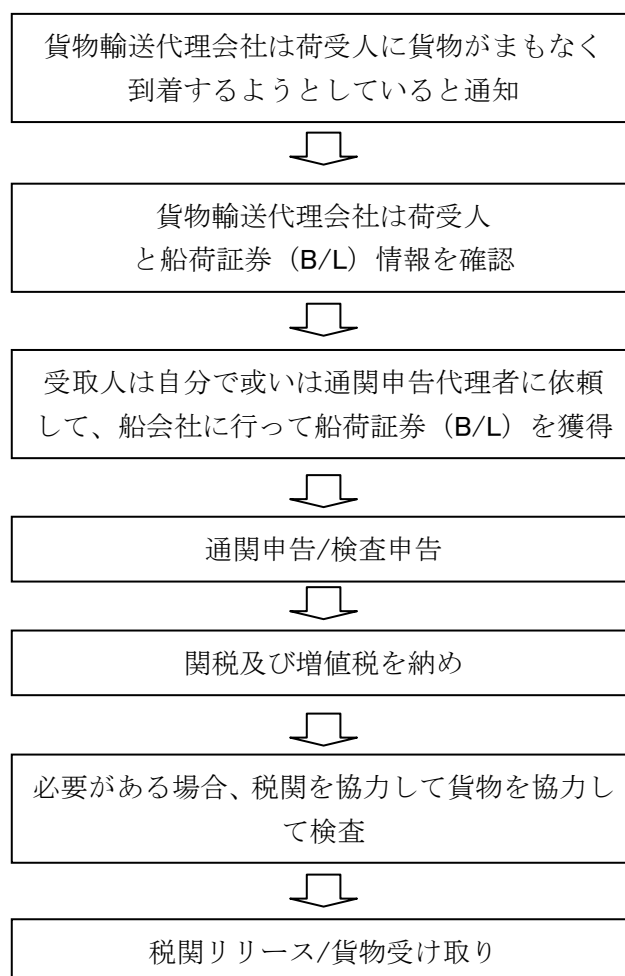 貨物輸送代理会社は荷受人に貨物がまもなく
到着するようとしていると通知
貨物輸送代理会社は荷受人
と船荷証券（B/L）情報を確認
受取人は自分で或いは通関申告代理者に依頼
して、船会社に行って船荷証券（B/L）を獲得
通関申告/検査申告
関税及び増値税を納め
必要がある場合、税関を協力して貨物を協力し
て検査
税関リリース/貨物受け取り